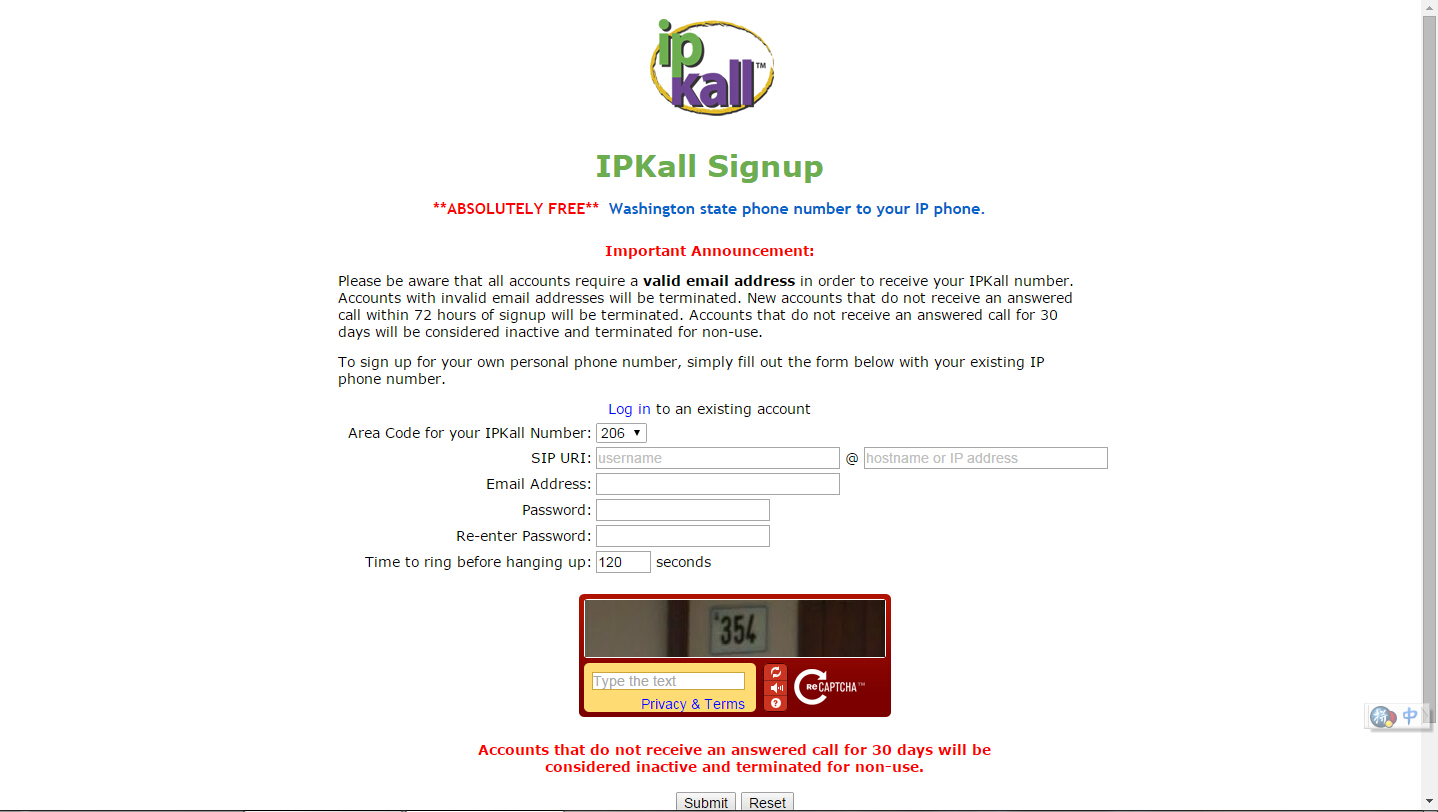 ip kall™
IPKall Signup
**ABSOLUTELY FREE** Washington state phone number to your IP phone.
Important Announcement:
Please be aware that all accounts require a valid email address in order to receive your IPKall number.
Accounts with invalid email addresses will be terminated. New accounts that do not receive an answered
call within 72 hours of signup will be terminated. Accounts that do not receive an answered call for 30
days will be considered inactive and terminated for non-use.
To sign up for your own personal phone number, simply fill out the form below with your existing IP
phone number.
Log in to an existing account
Area Code for your IPKall Number: 206
SIP URI: username @ hostname or IP address
Email Address:
Password:
Re-enter Password:
Time to ring before hanging up: 120 seconds
354
Type the text
Privacy & Terms
ReCAPTCHA™
Accounts that do not receive an answered call for 30 days will be
considered inactive and terminated for non-use.
Submit Reset
中